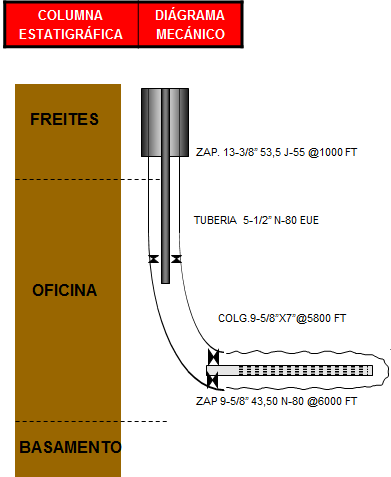 COLUMNA
ESTATIGRÁFICA
DIÁGRAMA
MECÁNICO
FREITES
ZAP. 13-3/8” 53,5 J-55 @1000 FT
TUBERIA 5-1/2” N-80 EUE
OFICINA
COLG.9-5/8”X7”@5800 FT
ZAP 9-5/8” 43,50 N-80 @6000 FT
BASAMENTO